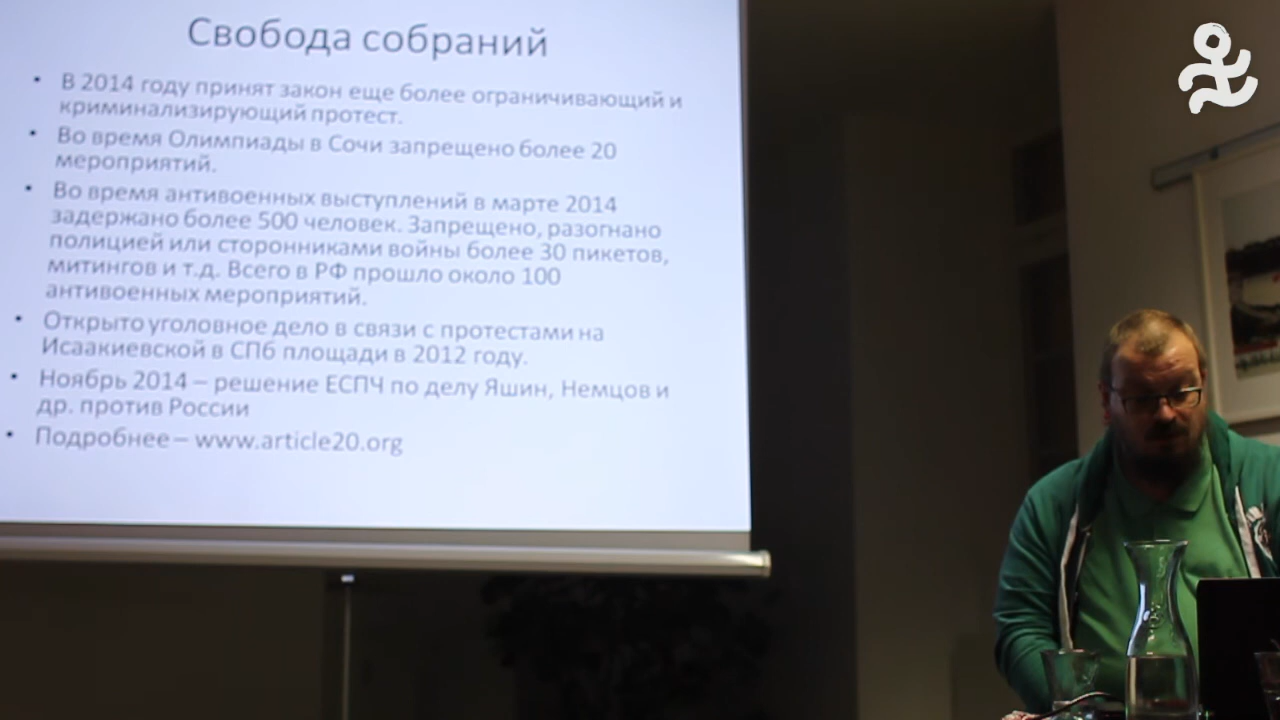 Свобода собраний
• В 2014 году принят закон еще более ограничивающий и
криминализирующий протест.
• Во время Олимпиады в Сочи запрещено более 20
мероприятий.
• Во время антивоенных выступлений в марте 2014
задержано более 500 человек. Запрещено, разогнано
полицией или сторонниками войны более 30 пикетов,
митингов и т.д. Всего в РФ прошло около 100
антивоенных мероприятий.
• Открыто уголовное дело в связи с протестами на
Исаакиевской в СПб площади в 2012 году.
• Ноябрь 2014 – решение ЕСПЧ по делу Яшин, Немцов и
др. против России
• Подробнее – www.article20.org